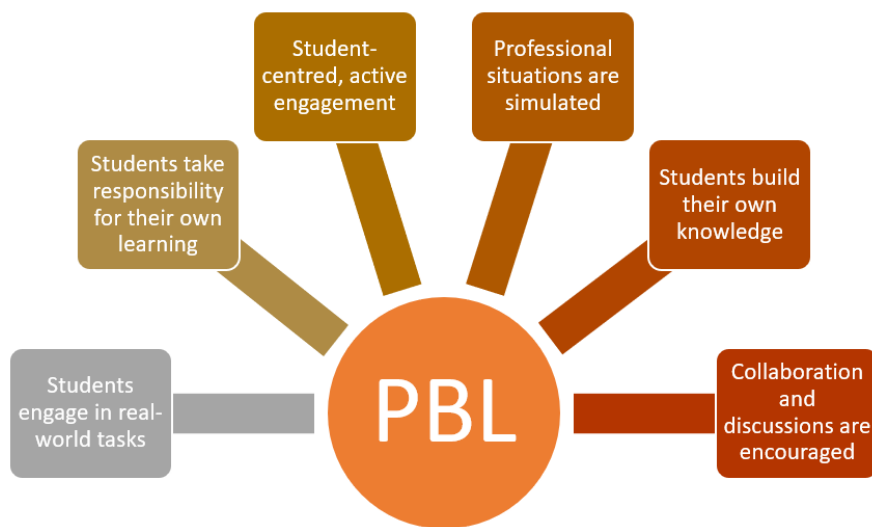 Students
engage in real-
world tasks
Students take
responsibility
for their own
learning
Student-
centred, active
engagement
Professional
situations are
simulated
Students build
their own
knowledge
Collaboration
and
discussions are
encouraged
PBL